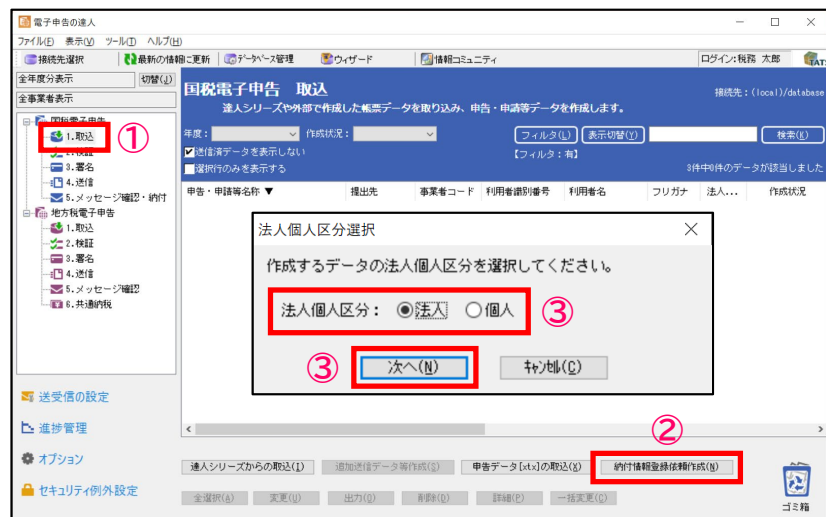 電子申告の達人
ファイル(F) 表示(V) ツール(T) ヘルプ(H)
接続先選択 最新の情報に更新 データベース管理 ウィザード 情報コミュニティ ログイン:税務 太郎 TAT
全年度分表示 切替(J)
全事業者表示
国税電子申告
1.取込
2.検証
3.署名
4.送信
5.メッセージ確認・納付
地方税電子申告
1.取込
2.検証
3.署名
4.送信
5.メッセージ確認
6.共通納税
①
国税電子申告 取込
接続先:(local)/database
達人シリーズや外部で作成した帳票データを取り込み、申告・申請等データを作成します。
年度: 作成状況: フィルタ(L) 表示切替(Y) 検索(K)
送信済データを表示しない 【フィルタ:有】
選択行のみを表示する 3件中0件のデータが該当しました
申告・申請等名称 ▼ 提出先 事業者コード 利用者識別番号 利用者名 フリガナ 法人... 作成状況
法人個人区分選択
作成するデータの法人個人区分を選択してください。
法人個人区分: 法人 個人 ③
③ 次へ(N) キャンセル(C)
送受信の設定
進捗管理
オプション
セキュリティ例外設定
②
達人シリーズからの取込(I) 追加送信データ等作成(S) 申告データ[xtx]の取込(X) 納付情報登録依頼作成(N)
全選択(A) 変更(U) 出力(O) 削除(D) 詳細(P) 一括変更(C)
ゴミ箱